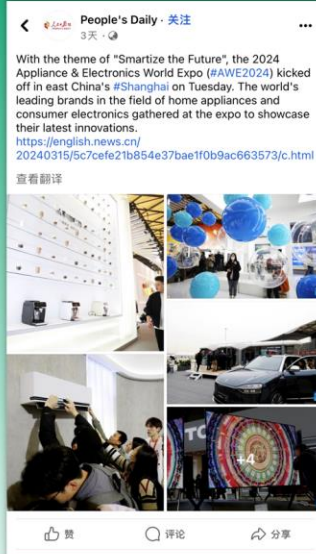 People's Daily · 关注
3天 ·
With the theme of "Smartize the Future", the 2024
Appliance & Electronics World Expo (#AWE2024) kicked
off in east China's #Shanghai on Tuesday. The world's
leading brands in the field of home appliances and
consumer electronics gathered at the expo to showcase
their latest innovations.
https://english.news.cn/
20240315/5c7cefe21b854e37bae1f0b9ac663573/c.html
查看翻译
+4
赞
评论
分享